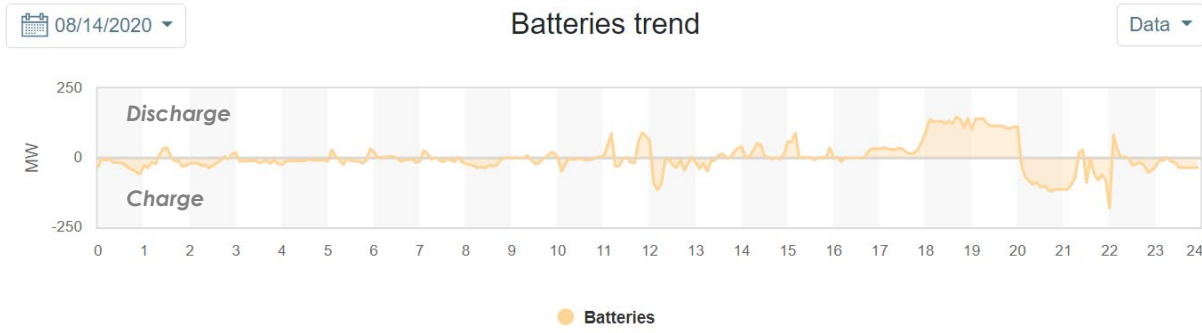 08/14/2020
Batteries trend
Data
250
Discharge
MW
0
Charge
-250
0 1 2 3 4 5 6 7 8 9 10 11 12 13 14 15 16 17 18 19 20 21 22 23 24
Batteries